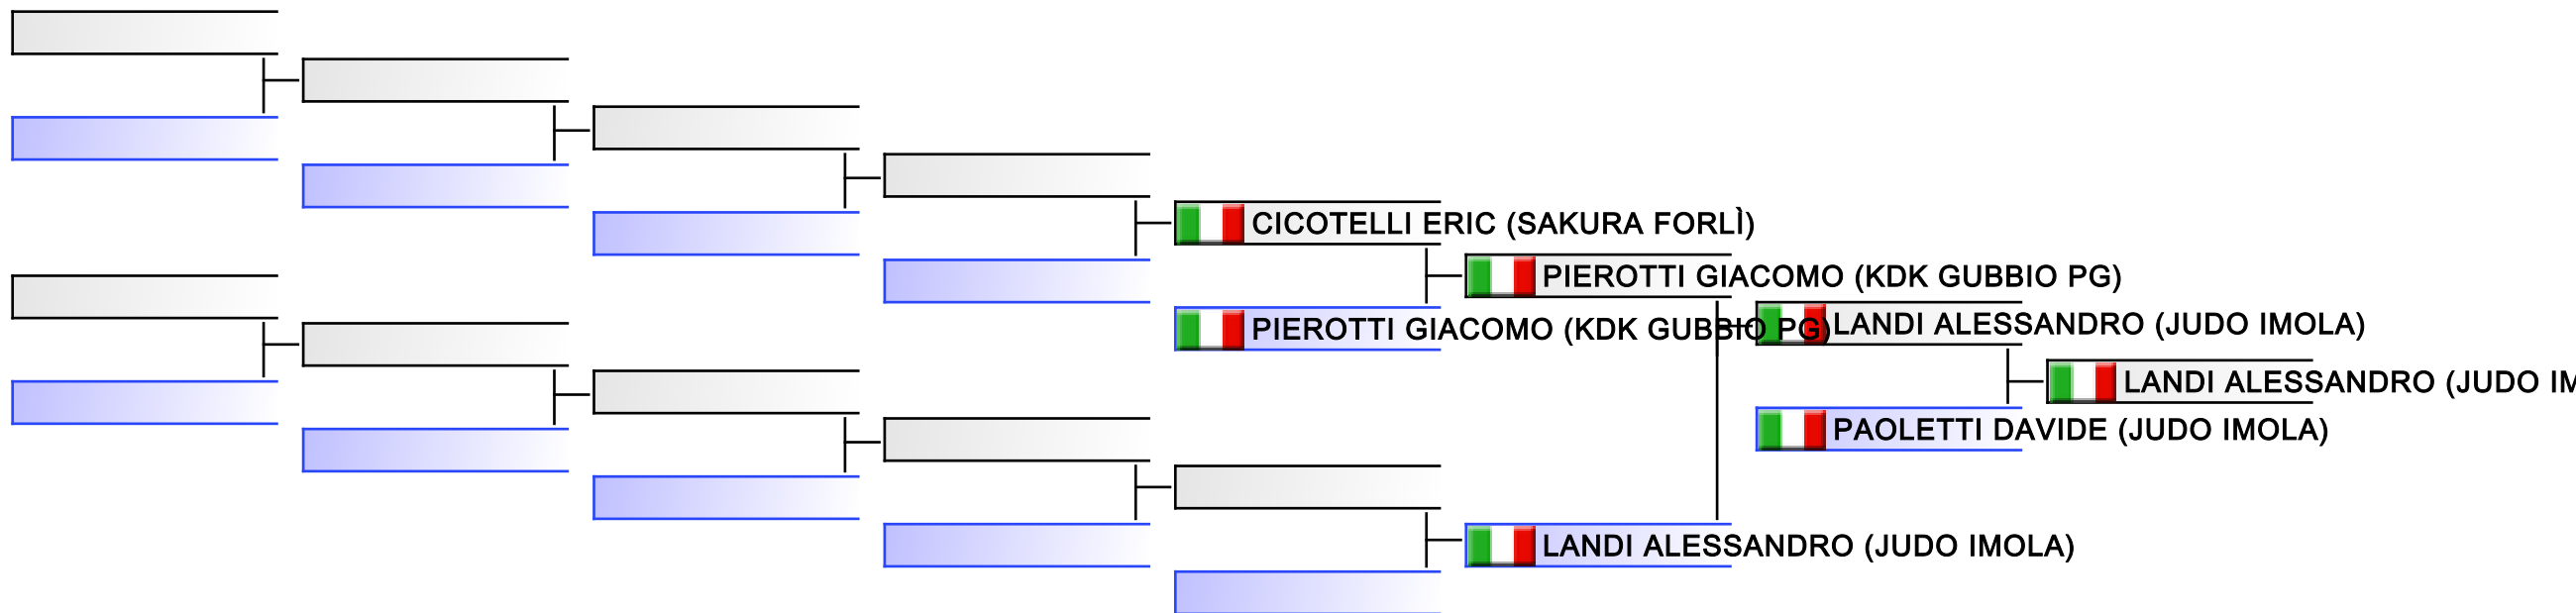 CICOTELLI ERIC (SAKURA FORLÌ)
PIEROTTI GIACOMO (KDK GUBBIO PG)
PIEROTTI GIACOMO (KDK GUBBIO PG)
LANDI ALESSANDRO (JUDO IMOLA)
LANDI ALESSANDRO (JUDO IM
PAOLETTI DAVIDE (JUDO IMOLA)
LANDI ALESSANDRO (JUDO IMOLA)